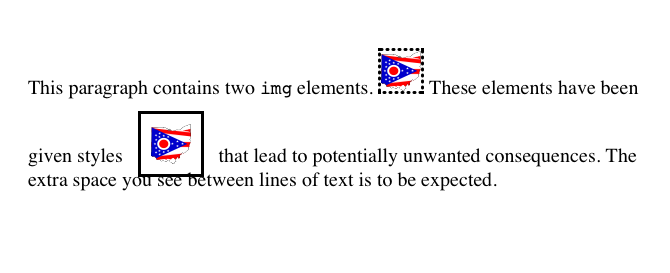 This paragraph contains two img elements. These elements have been
given styles that lead to potentially unwanted consequences. The
extra space you see between lines of text is to be expected.